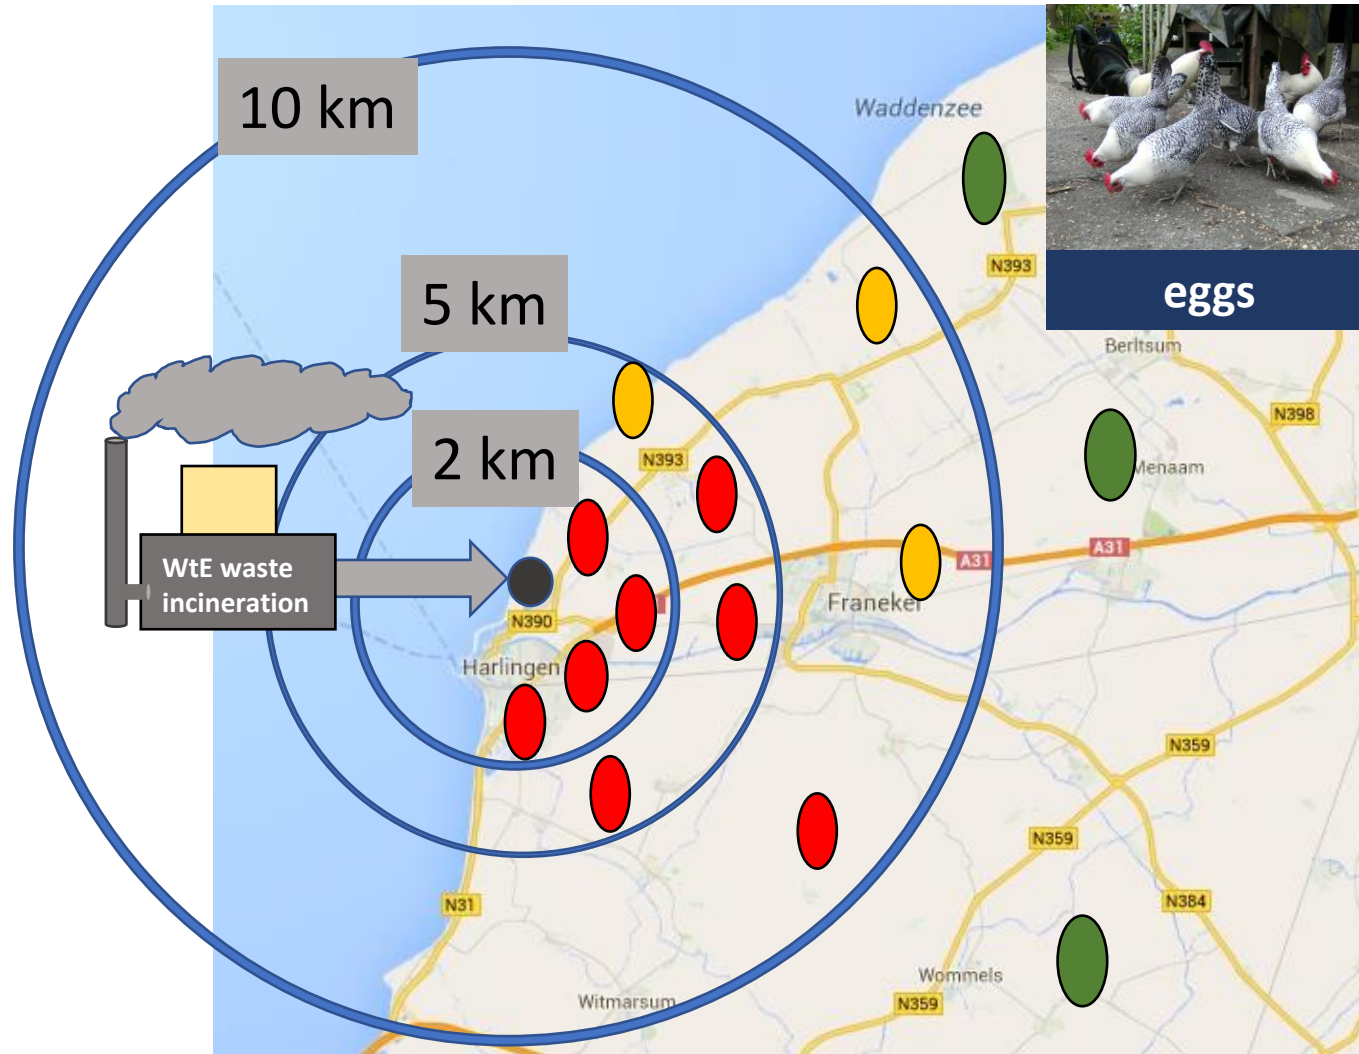 10 km
Waddenzee
N393
eggs
5 km
Berltsum
N398
2 km
N393
Menaam
A31
A31
WtE waste
incineration
Franeker
N390
Harlingen
N359
N359
N31
N384
Wommels
Witmarsum
N359